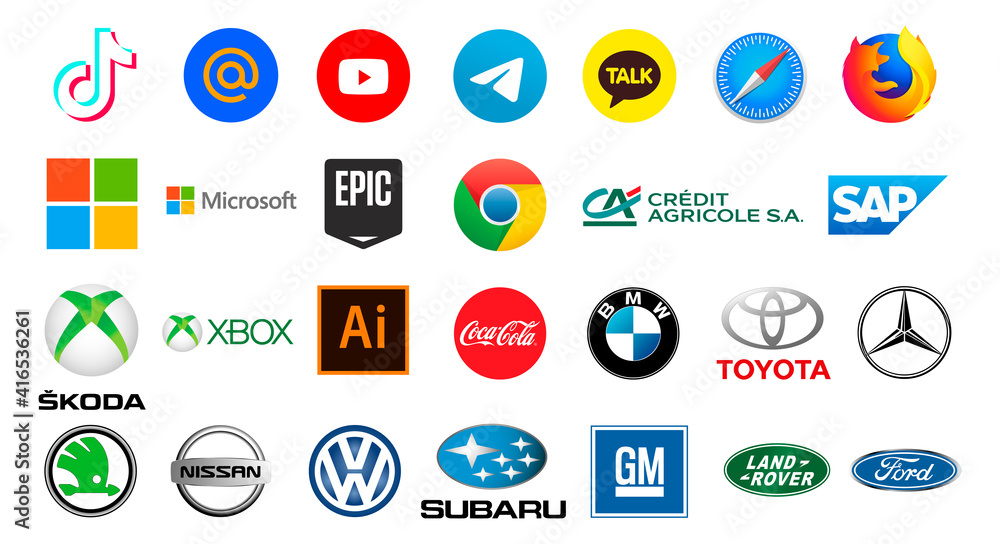 TALK
Microsoft
EPIC
CRÉDIT
AGRICOLE S.A.
SAP
XBOX
Ai
Coca-Cola
BMW
TOYOTA
ŠKODA
NISSAN
VW
SUBARU
GM
LAND-
ROVER
Ford
Adobe Stock | #416536261